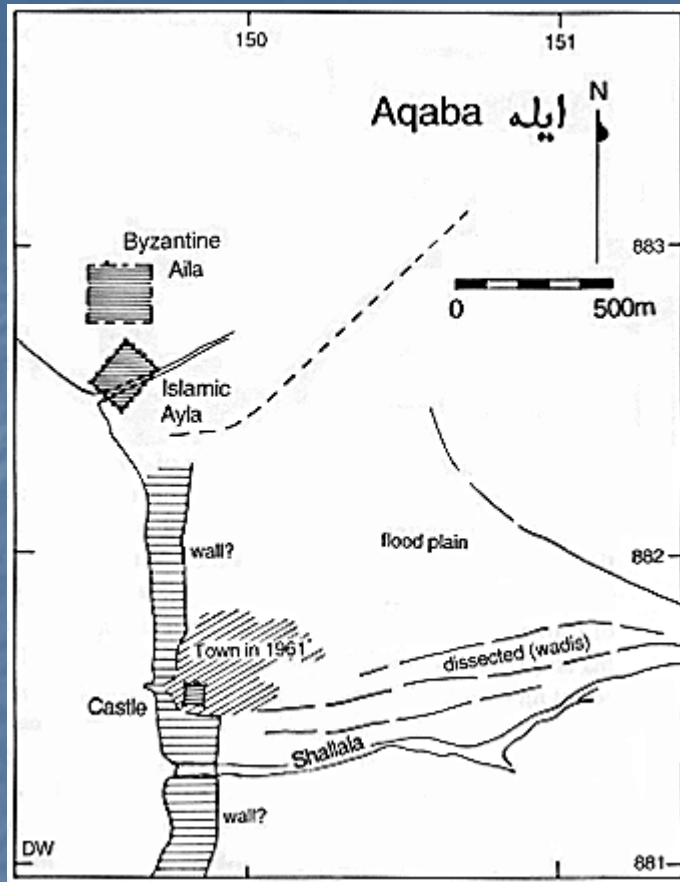 150
151
Aqaba ايله
N
883
Byzantine
Aila
0 500m
Islamic
Ayla
wall?
flood plain
882
Town in 1961
dissected (wadis)
Castle
Shallala
wall?
DW
881